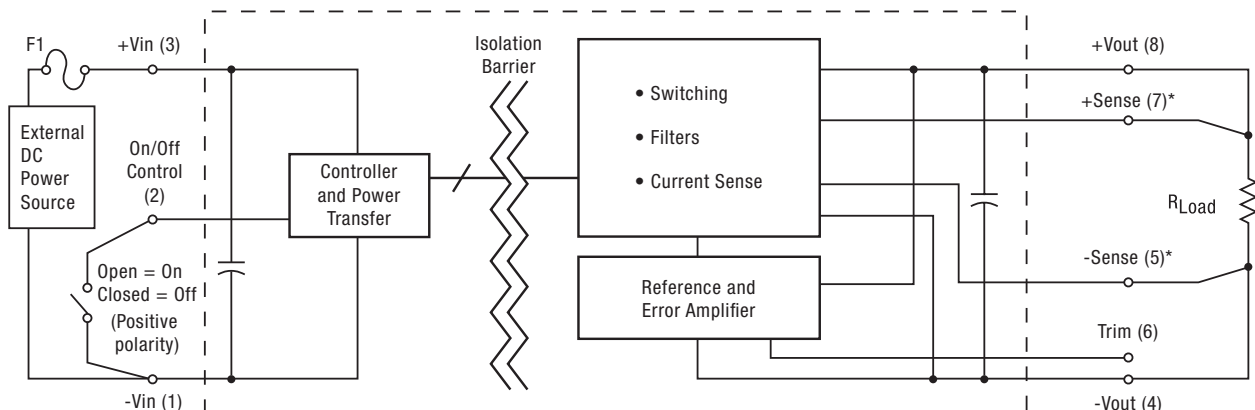 F1
+Vin (3)
External
DC
Power
Source
On/Off
Control
(2)
Open = On
Closed = Off
(Positive
polarity)
-Vin (1)
Controller
and Power
Transfer
Isolation
Barrier
• Switching
• Filters
• Current Sense
Reference and
Error Amplifier
+Vout (8)
+Sense (7)*
RLoad
-Sense (5)*
Trim (6)
-Vout (4)